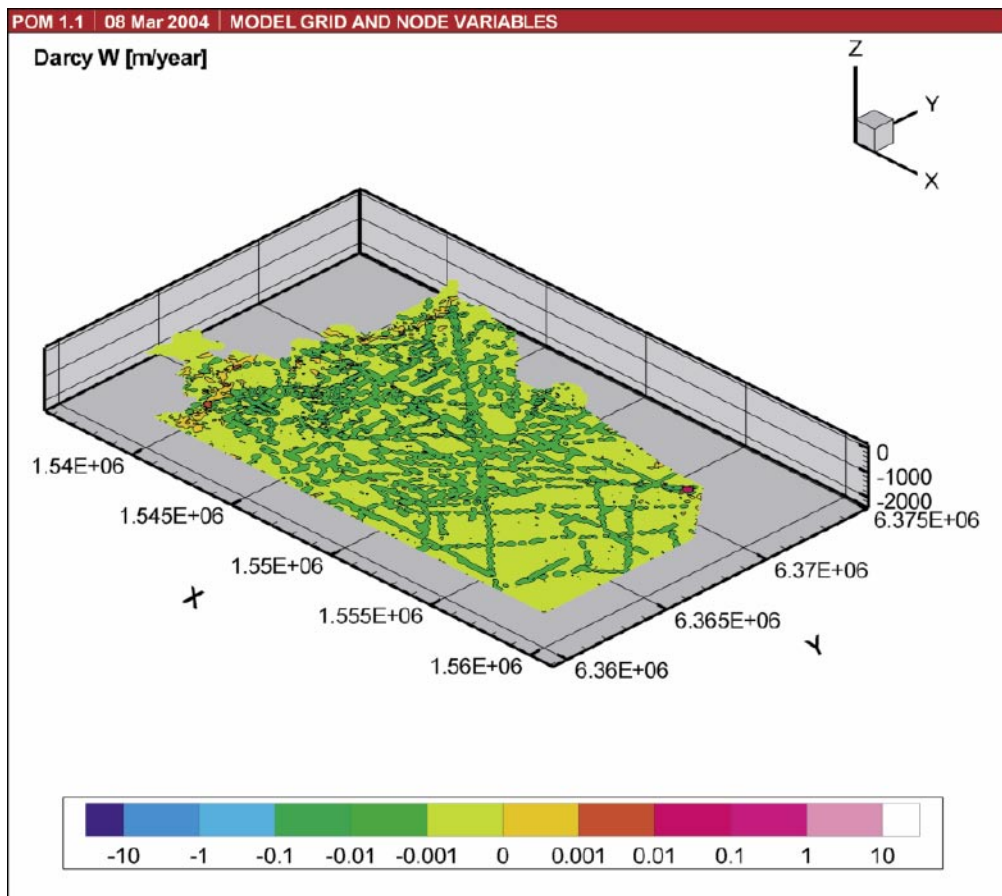 POM 1.1 | 08 Mar 2004 | MODEL GRID AND NODE VARIABLES
Darcy W [m/year]
Z
Y
X
0
-1000
-2000
1.54E+06
6.375E+06
1.545E+06
6.37E+06
1.55E+06
X
1.555E+06
6.365E+06
Y
1.56E+06
6.36E+06
-10 -1 -0.1 -0.01 -0.001 0 0.001 0.01 0.1 1 10